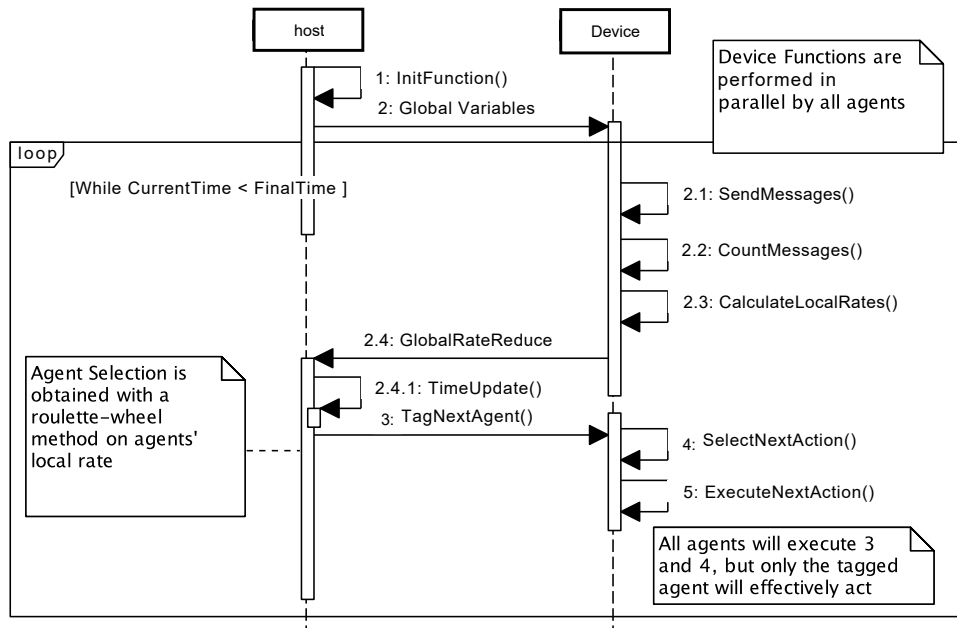 host
Device
Device Functions are
performed in
parallel by all agents
1: InitFunction()
2: Global Variables
loop
[While CurrentTime < FinalTime ]
2.1: SendMessages()
2.2: CountMessages()
2.3: CalculateLocalRates()
2.4: GlobalRateReduce
Agent Selection is
obtained with a
roulette-wheel
method on agents'
local rate
2.4.1: TimeUpdate()
3: TagNextAgent()
4: SelectNextAction()
5: ExecuteNextAction()
All agents will execute 3
and 4, but only the tagged
agent will effectively act